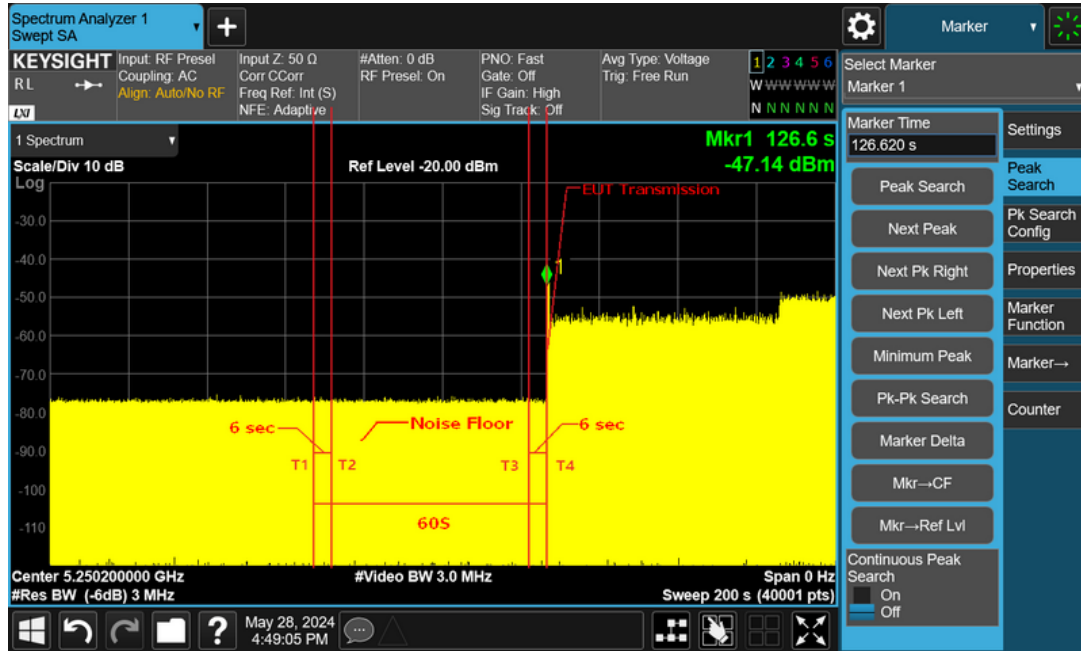 Spectrum Analyzer 1
Swept SA
+
Marker
KEYSIGHT
RL
LXI
Input: RF Presel
Coupling: AC
Align: Auto/No RF
Input Z: 50 Ω
Corr CCorr
Freq Ref: Int (S)
NFE: Adaptive
#Atten: 0 dB
RF Presel: On
PNO: Fast
Gate: Off
IF Gain: High
Sig Track: Off
Avg Type: Voltage
Trig: Free Run
1 2 3 4 5 6
W W W W W W
N N N N N N
Select Marker
Marker 1
1 Spectrum
Scale/Div 10 dB
Ref Level -20.00 dBm
Mkr1 126.6 s
-47.14 dBm
Log
-30.0
-40.0
-50.0
-60.0
-70.0
-80.0
-90.0
-100
-110
EUT Transmission
1
6 sec
Noise Floor
6 sec
T1
T2
T3
T4
60S
Center 5.250200000 GHz
#Video BW 3.0 MHz
Span 0 Hz
#Res BW (-6dB) 3 MHz
Sweep 200 s (40001 pts)
Marker Time
126.620 s
Peak Search
Next Peak
Next Pk Right
Next Pk Left
Minimum Peak
Pk-Pk Search
Marker Delta
Mkr→CF
Mkr→Ref Lvl
Continuous Peak
Search
On
Off
Settings
Peak
Search
Pk Search
Config
Properties
Marker
Function
Marker→
Counter
?
May 28, 2024
4:49:05 PM